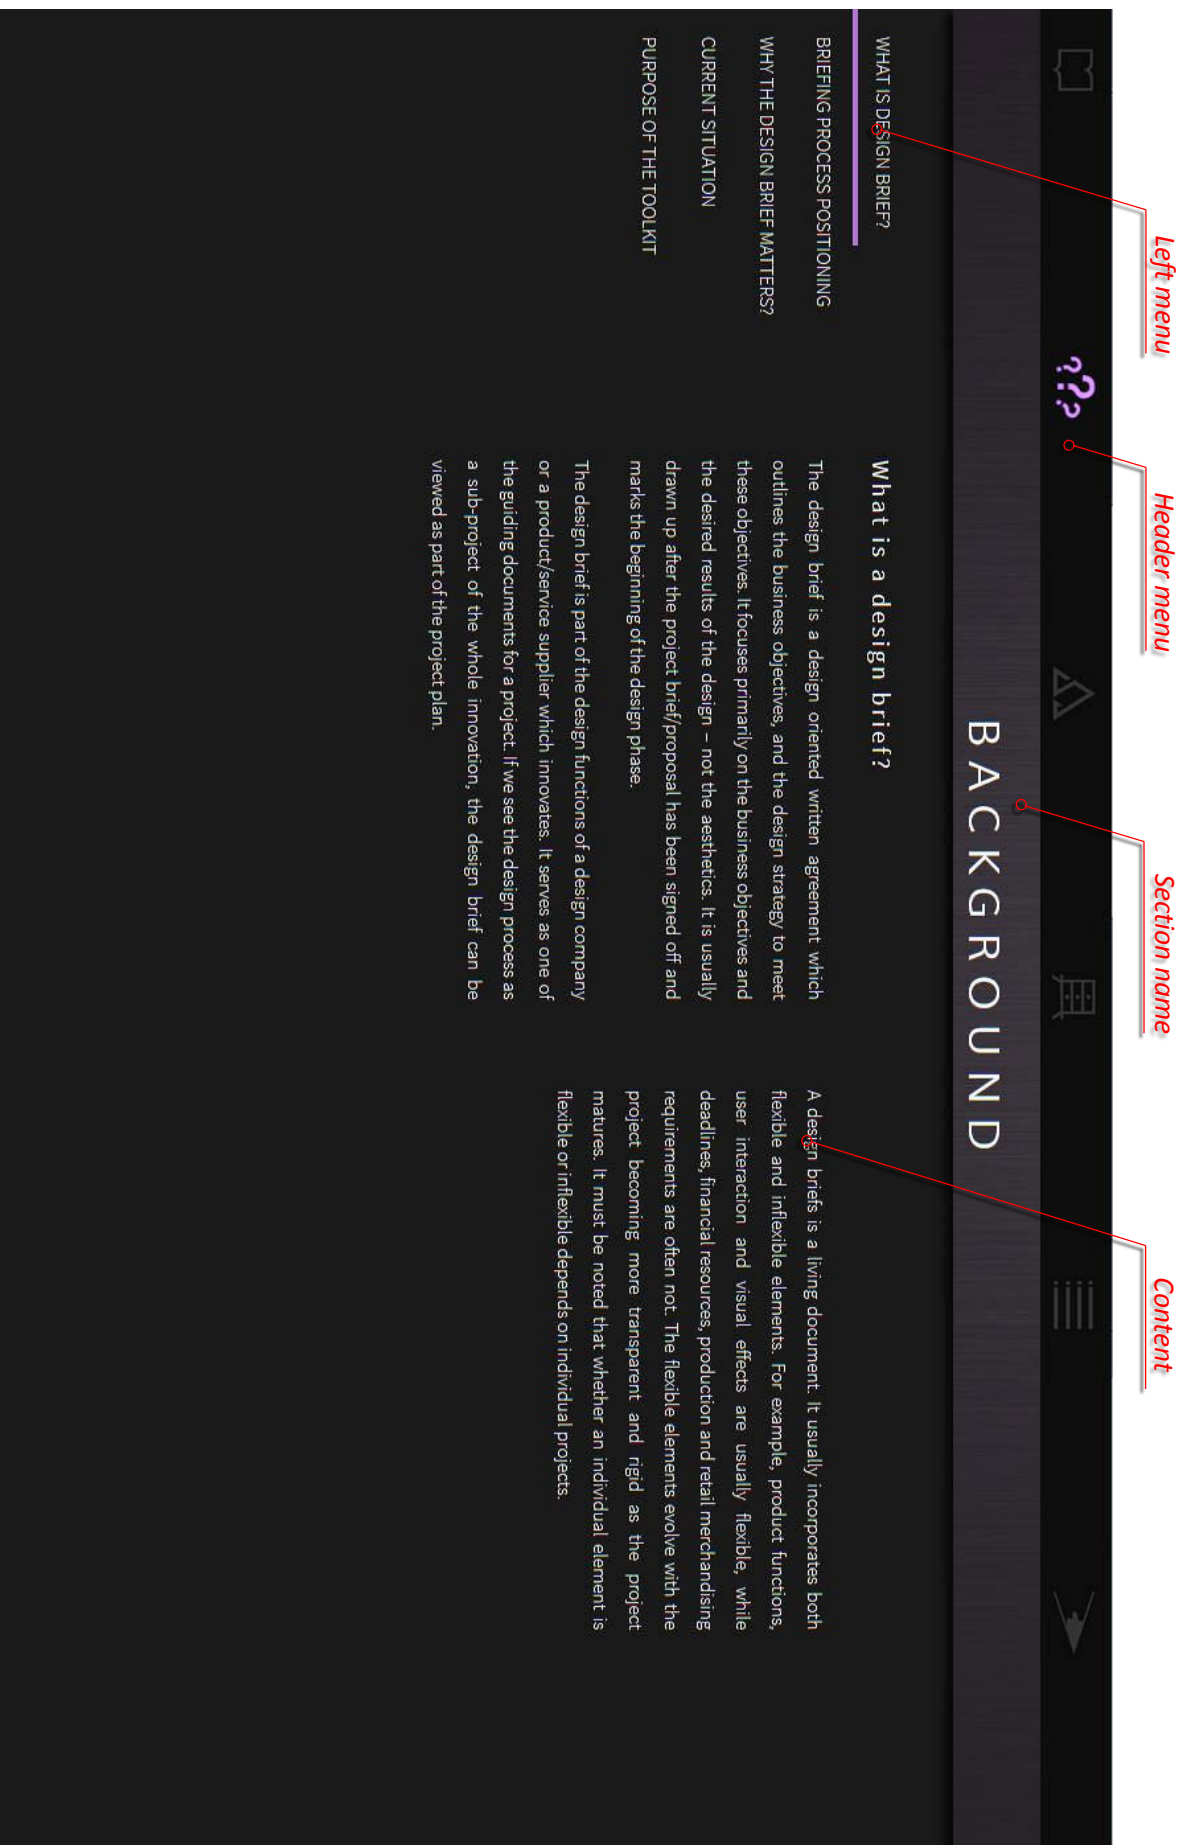 Left menu
Header menu
Section name
Content
???
BACKGROUND
WHAT IS DESIGN BRIEF?
BRIEFING PROCESS POSITIONING
WHY THE DESIGN BRIEF MATTERS?
CURRENT SITUATION
PURPOSE OF THE TOOLKIT
What is a design brief?
The design brief is a design oriented written agreement which
outlines the business objectives, and the design strategy to meet
these objectives. It focuses primarily on the business objectives and
the desired results of the design – not the aesthetics. It is usually
drawn up after the project brief/proposal has been signed off and
marks the beginning of the design phase.
The design brief is part of the design functions of a design company
or a product/service supplier which innovates. It serves as one of
the guiding documents for a project. If we see the design process as
a sub-project of the whole innovation, the design brief can be
viewed as part of the project plan.
A design briefs is a living document. It usually incorporates both
flexible and inflexible elements. For example, product functions,
user interaction and visual effects are usually flexible, while
deadlines, financial resources, production and retail merchandising
requirements are often not. The flexible elements evolve with the
project becoming more transparent and rigid as the project
matures. It must be noted that whether an individual element is
flexible or inflexible depends on individual projects.